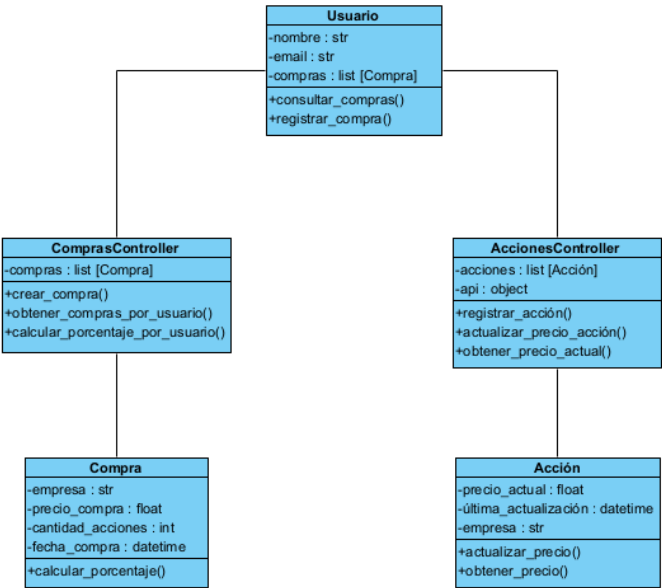 Usuario
-nombre : str
-email : str
-compras : list [Compra]
+consultar_compras()
+registrar_compra()
ComprasController
-compras : list [Compra]
+crear_compra()
+obtener_compras_por_usuario()
+calcular_porcentaje_por_usuario()
AccionesController
-acciones : list [Acción]
-api : object
+registrar_acción()
+actualizar_precio_acción()
+obtener_precio_actual()
Compra
-empresa : str
-precio_compra : float
-cantidad_acciones : int
-fecha_compra : datetime
+calcular_porcentaje()
Acción
-precio_actual : float
-última_actualización : datetime
-empresa : str
+actualizar_precio()
+obtener_precio()